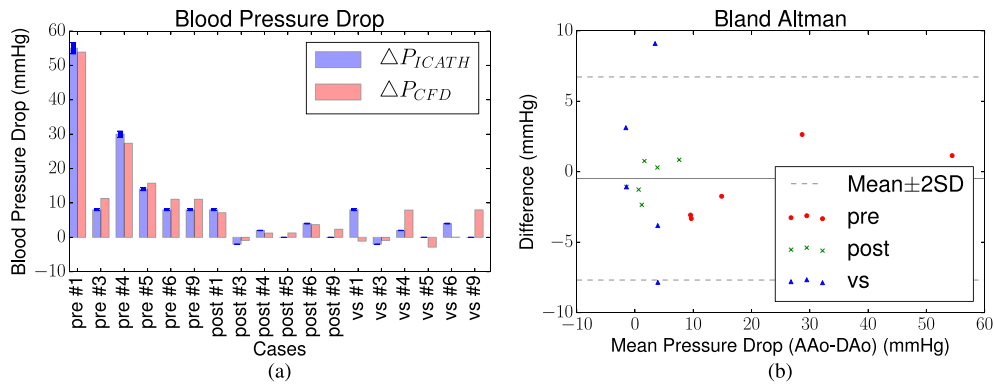 Blood Pressure Drop
Blood Pressure Drop (mmHg)
60
50
40
30
20
10
0
−10
△P_ICATH
△P_CFD
pre #1
pre #3
pre #4
pre #5
pre #6
pre #9
post #1
post #3
post #4
post #5
post #6
post #9
vs #1
vs #3
vs #4
vs #5
vs #6
vs #9
Cases
(a)
Bland Altman
Difference (mmHg)
10
5
0
−5
−10
Mean±2SD
pre
post
vs
−10 0 10 20 30 40 50 60
Mean Pressure Drop (AAo-DAo) (mmHg)
(b)